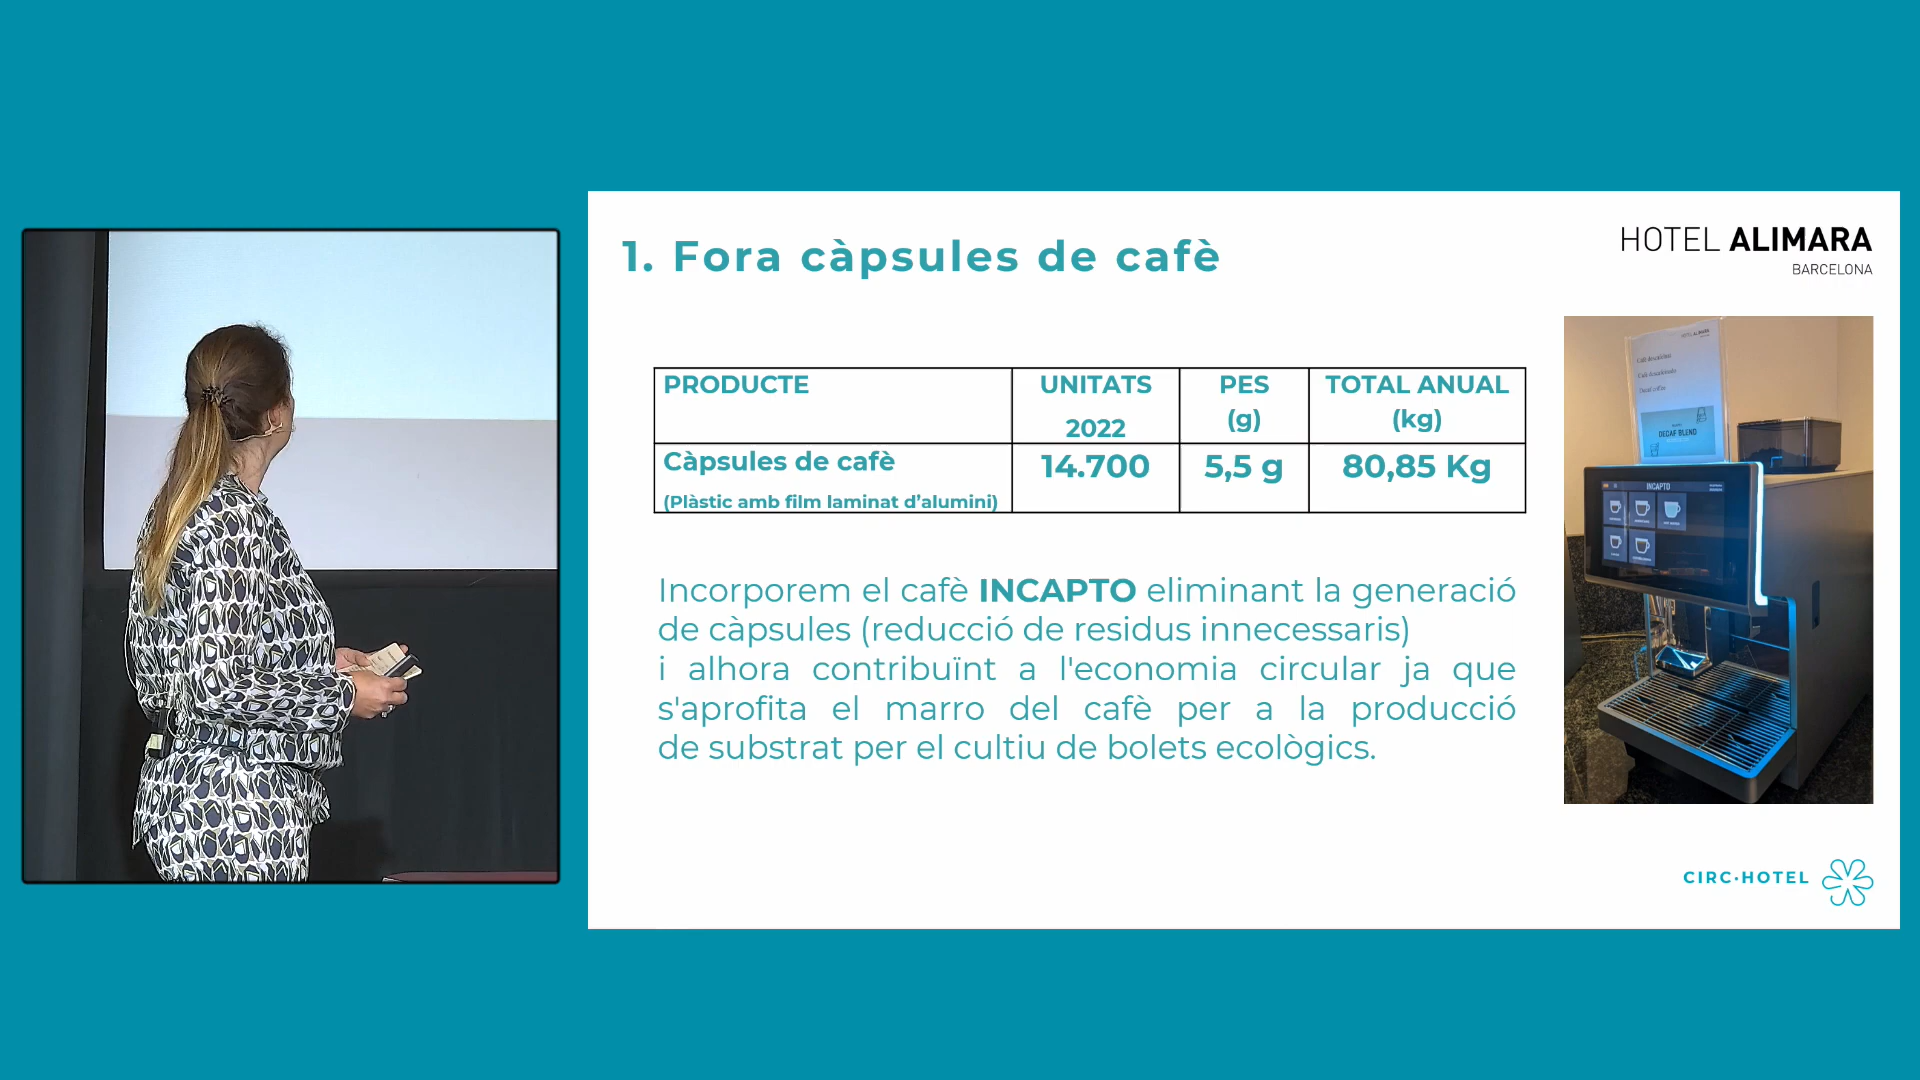 1. Fora càpsules de cafè
HOTEL ALIMARA
BARCELONA
PRODUCTE
UNITATS
2022
PES
(g)
TOTAL ANUAL
(kg)
Càpsules de cafè
(Plàstic amb film laminat d’alumini)
14.700
5,5 g
80,85 Kg
Incorporem el cafè INCAPTO eliminant la generació
de càpsules (reducció de residus innecessaris)
i alhora contribuïnt a l'economia circular ja que
s'aprofita el marro del cafè per a la producció
de substrat per el cultiu de bolets ecològics.
DECAF BLEND
INCAPTO
CIRC·HOTEL